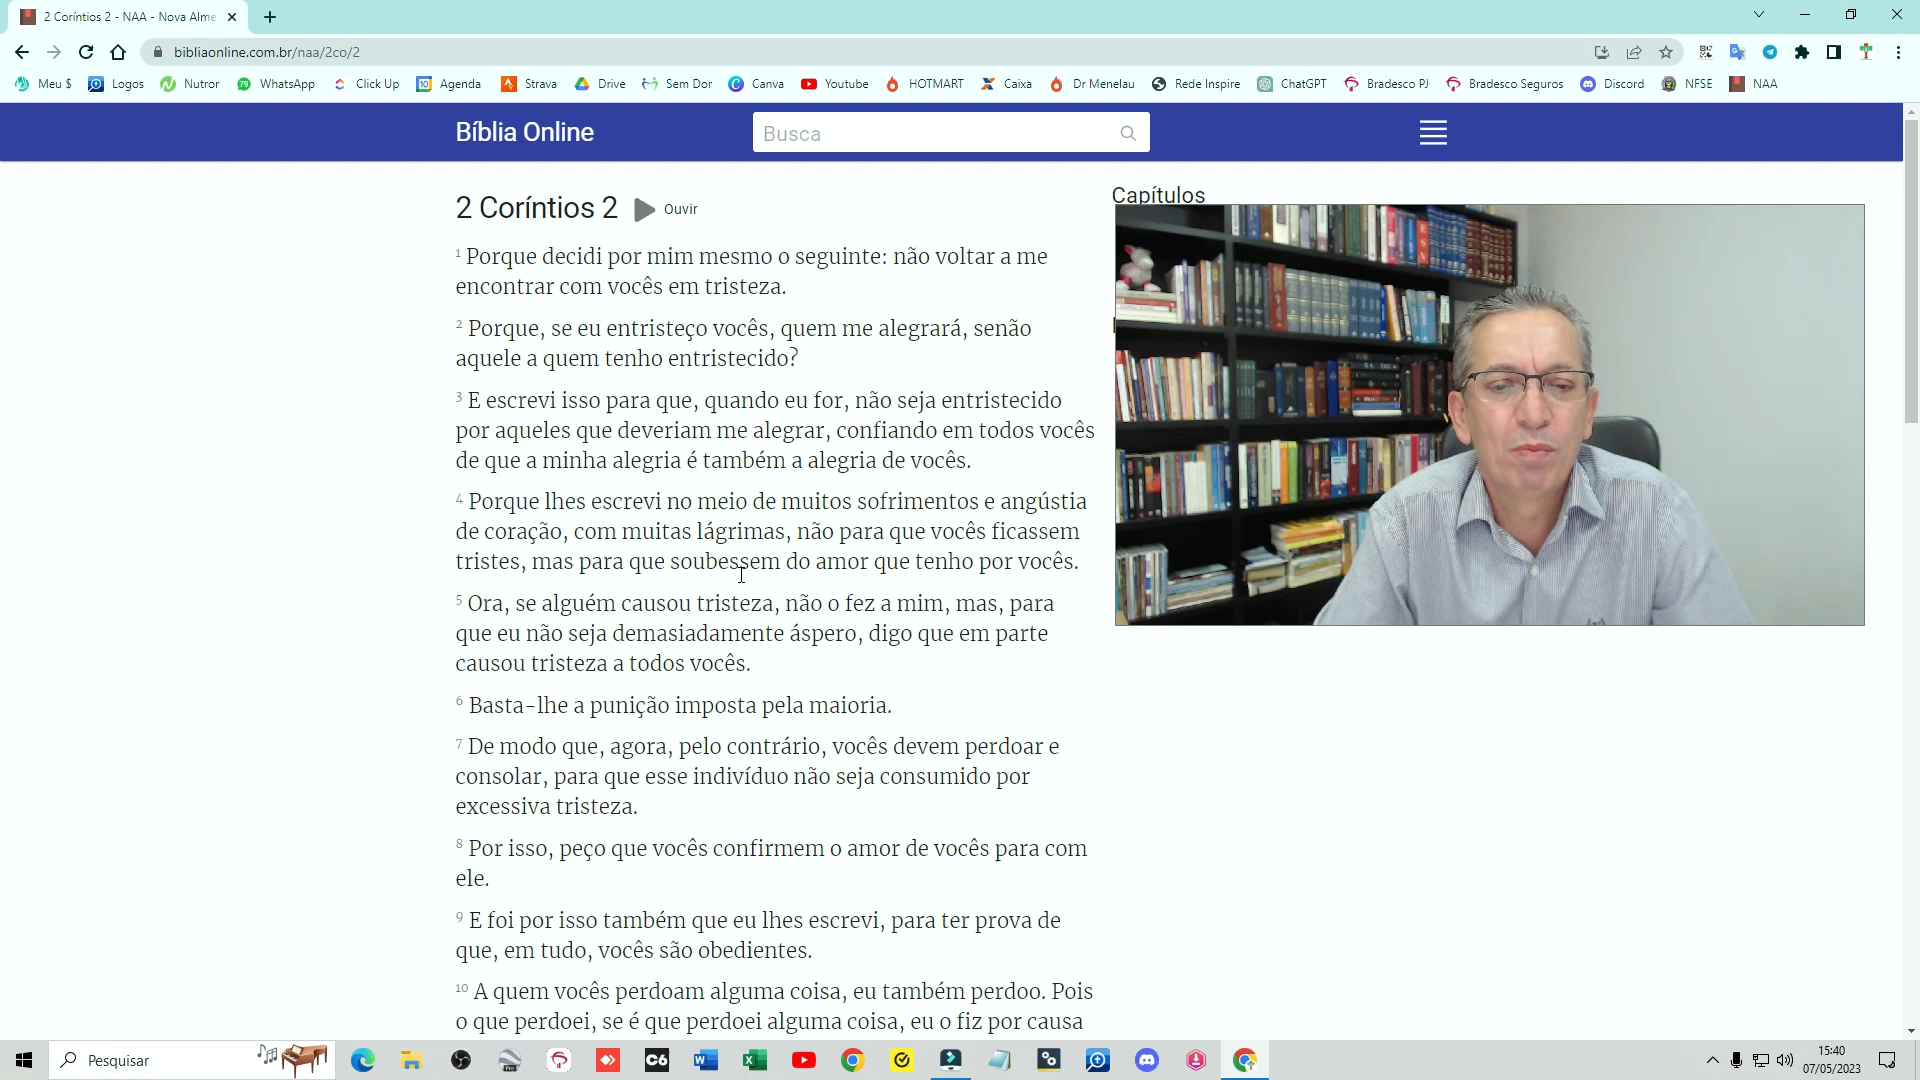 2 Coríntios 2 - NAA - Nova Alme
bibliaonline.com.br/naa/2co/2
Meu $ Logos Nutror WhatsApp Click Up Agenda Strava Drive Sem Dor Canva Youtube HOTMART Caixa Dr Menelau Rede Inspire ChatGPT Bradesco PJ Bradesco Seguros Discord NFSE NAA
Bíblia Online
Busca
2 Coríntios 2
Ouvir
Capítulos
1 Porque decidi por mim mesmo o seguinte: não voltar a me
encontrar com vocês em tristeza.
2 Porque, se eu entristeço vocês, quem me alegrará, senão
aquele a quem tenho entristecido?
3 E escrevi isso para que, quando eu for, não seja entristecido
por aqueles que deveriam me alegrar, confiando em todos vocês
de que a minha alegria é também a alegria de vocês.
4 Porque lhes escrevi no meio de muitos sofrimentos e angústia
de coração, com muitas lágrimas, não para que vocês ficassem
tristes, mas para que soubessem do amor que tenho por vocês.
5 Ora, se alguém causou tristeza, não o fez a mim, mas, para
que eu não seja demasiadamente áspero, digo que em parte
causou tristeza a todos vocês.
6 Basta-lhe a punição imposta pela maioria.
7 De modo que, agora, pelo contrário, vocês devem perdoar e
consolar, para que esse indivíduo não seja consumido por
excessiva tristeza.
8 Por isso, peço que vocês confirmem o amor de vocês para com
ele.
9 E foi por isso também que eu lhes escrevi, para ter prova de
que, em tudo, vocês são obedientes.
10 A quem vocês perdoam alguma coisa, eu também perdoo. Pois
o que perdoei, se é que perdoei alguma coisa, eu o fiz por causa
Pesquisar
15:40
07/05/2023